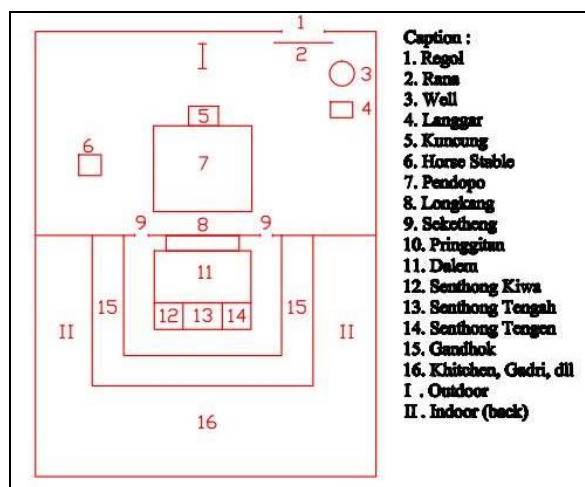 1
I
2
3
4
5
6
7
9
8
9
11
15
15
12
13
14
II
II
16
Caption :
1. Regol
2. Rana
3. Well
4. Langgar
5. Kuncung
6. Horse Stable
7. Pendopo
8. Longkang
9. Seketheng
10. Pringgitan
11. Dalem
12. Senthong Kiwa
13. Senthong Tengah
14. Senthong Tengen
15. Gandhok
16. Khitchen, Gadri, dll
I . Outdoor
II . Indoor (back)